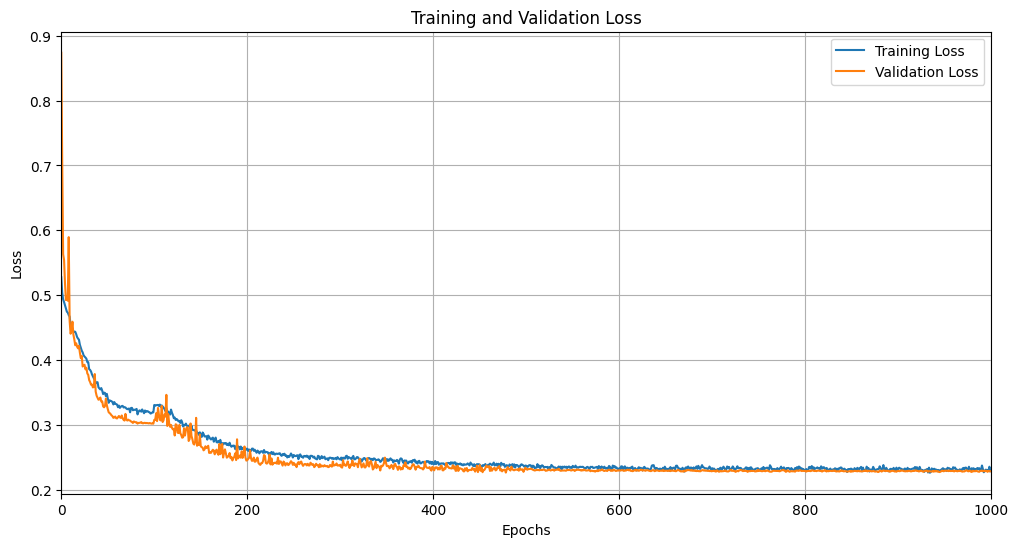 Training and Validation Loss
Training Loss
Validation Loss
0.9
0.8
0.7
0.6
0.5
0.4
0.3
0.2
Loss
0 200 400 600 800 1000
Epochs